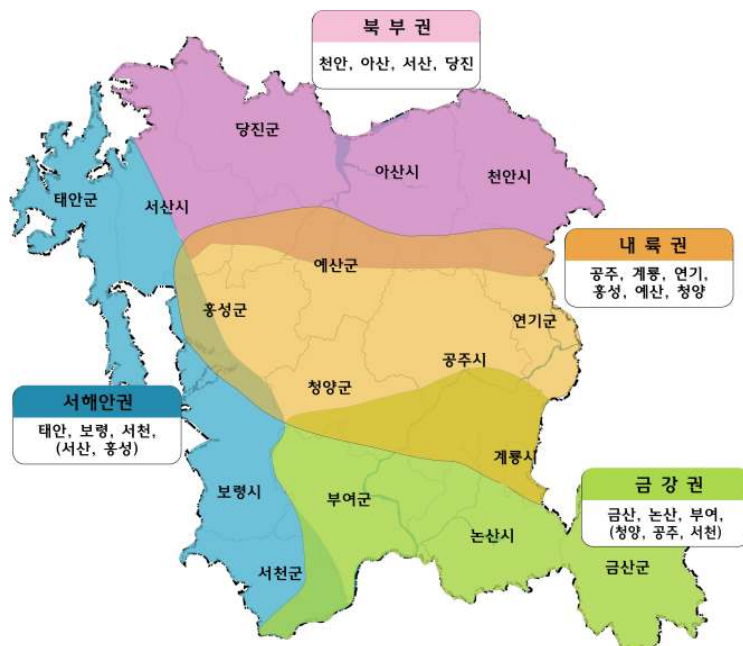 북 부 권
천안, 아산, 서산, 당진
당진군
아산시
천안시
태안군
서산시
내 륙 권
공주, 계룡, 연기,
홍성, 예산, 청양
예산군
홍성군
연기군
공주시
청양군
서해안권
태안, 보령, 서천,
(서산, 홍성)
계룡시
보령시
부여군
금 강 권
금산, 논산, 부여,
(청양, 공주, 서천)
논산시
서천군
금산군